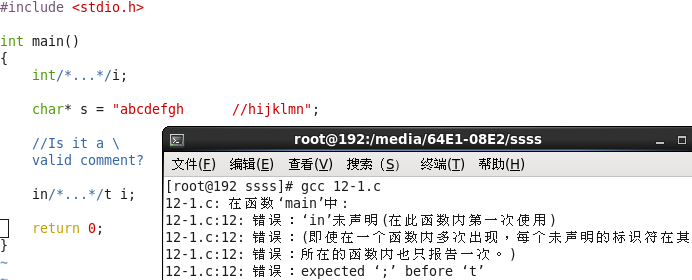 #include <stdio.h>
int main()
{
int/*...*/i;
char* s = "abcdefgh //hijklmn";
//Is it a \
valid comment?
in/*...*/t i;
return 0;
}
~
~
root@192:/media/64E1-08E2/ssss
文件(F) 编辑(E) 查看(V) 搜索 (S) 终端(T) 帮助(H)
[root@192 ssss]# gcc 12-1.c
12-1.c: 在函数‘main’中：
12-1.c:12: 错误：‘in’未声明(在此函数内第一次使用)
12-1.c:12: 错误：(即使在一个函数内多次出现，每个未声明的标识符在其
12-1.c:12: 错误：所在的函数内也只报告一次。)
12-1.c:12: 错误：expected ‘;’ before ‘t’